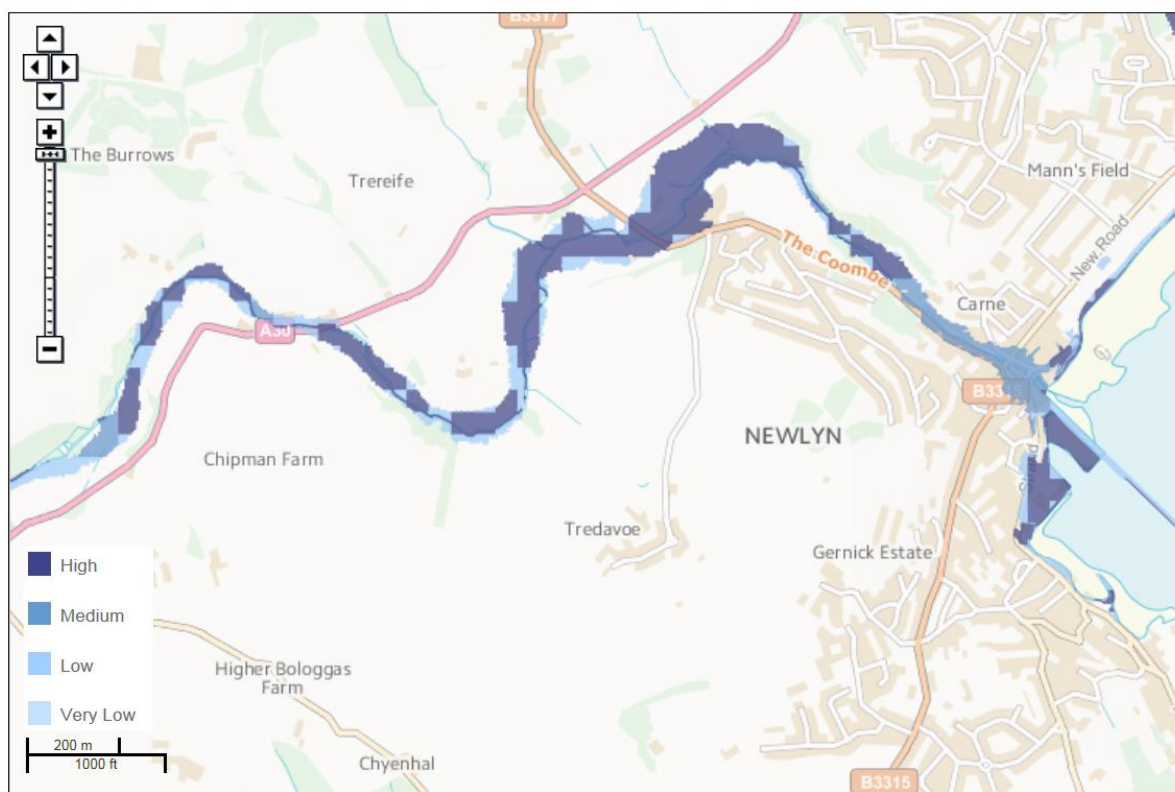 B3317
The Burrows
Trereife
Mann's Field
New Road
The Coombe
Carne
A30
NEWLYN
Strand
Chipman Farm
Tredavoe
Gernick Estate
High
Medium
Low
Very Low
Higher Bologgas
Farm
200 m
1000 ft
Chyenhal
B3315